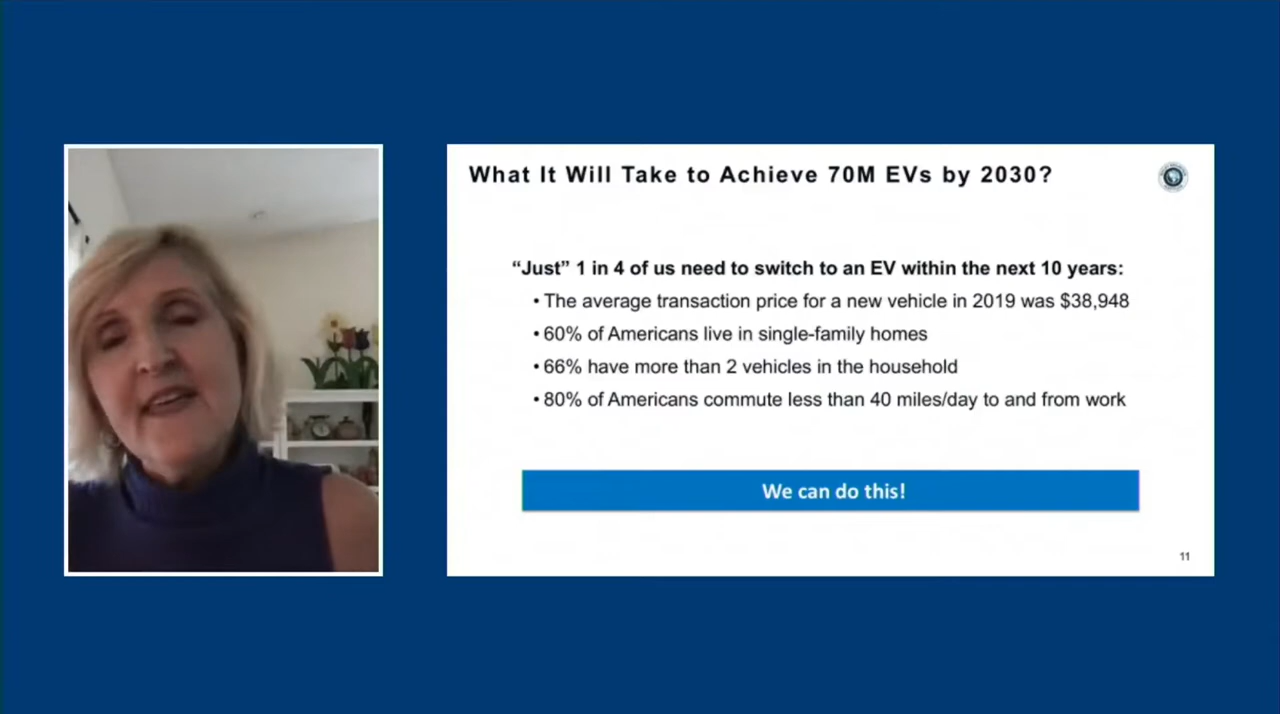 What It Will Take to Achieve 70M EVs by 2030?
“Just” 1 in 4 of us need to switch to an EV within the next 10 years:
• The average transaction price for a new vehicle in 2019 was $38,948
• 60% of Americans live in single-family homes
• 66% have more than 2 vehicles in the household
• 80% of Americans commute less than 40 miles/day to and from work
We can do this!
11